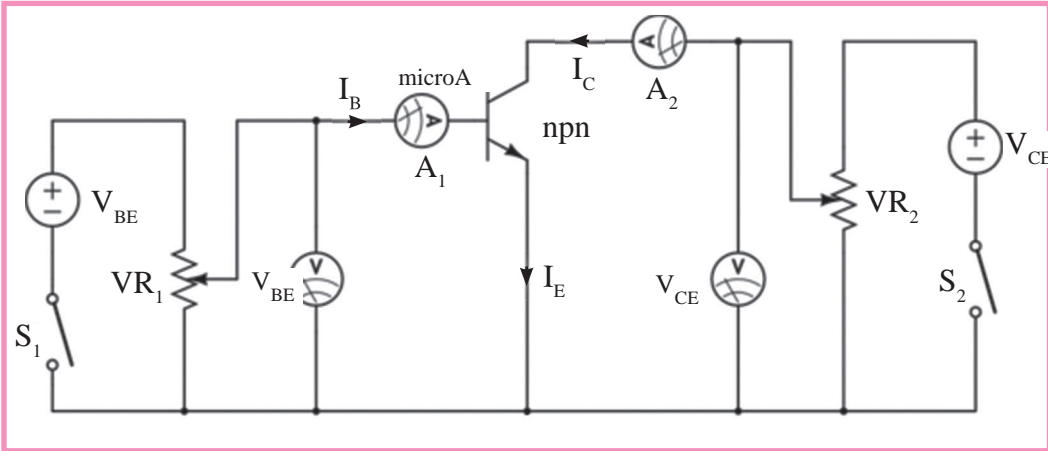 microA
I_B
A_1
I_C
A
A_2
npn
A
V_BE
VR_1
S_1
V_BE
V
I_E
V_CE
V
VR_2
V_CE
S_2